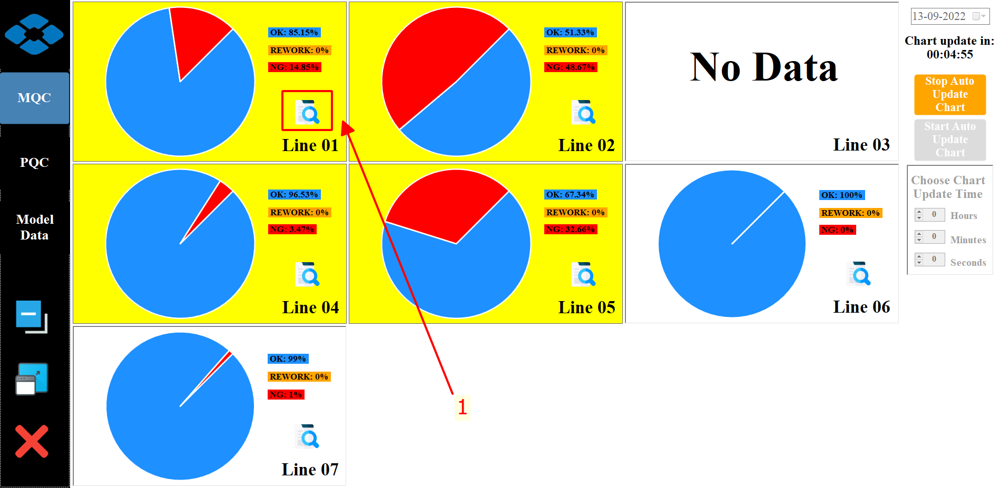 MQC
PQC
Model
Data
OK: 85.15%
REWORK: 0%
NG: 14.85%
Line 01
OK: 51.33%
REWORK: 0%
NG: 48.67%
Line 02
No Data
Line 03
OK: 96.53%
REWORK: 0%
NG: 3.47%
Line 04
OK: 67.34%
REWORK: 0%
NG: 32.66%
Line 05
OK: 100%
REWORK: 0%
NG: 0%
Line 06
OK: 99%
REWORK: 0%
NG: 1%
Line 07
1
13-09-2022
Chart update in:
00:04:55
Stop Auto
Update
Chart
Start Auto
Update
Chart
Choose Chart
Update Time
0 Hours
0 Minutes
0 Seconds